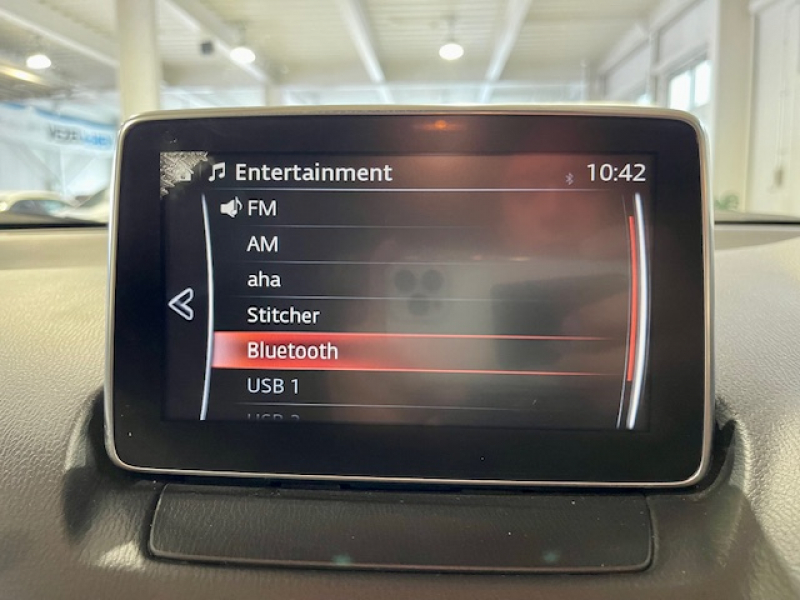 Entertainment 10:42
FM
AM
aha
Stitcher
Bluetooth
USB 1